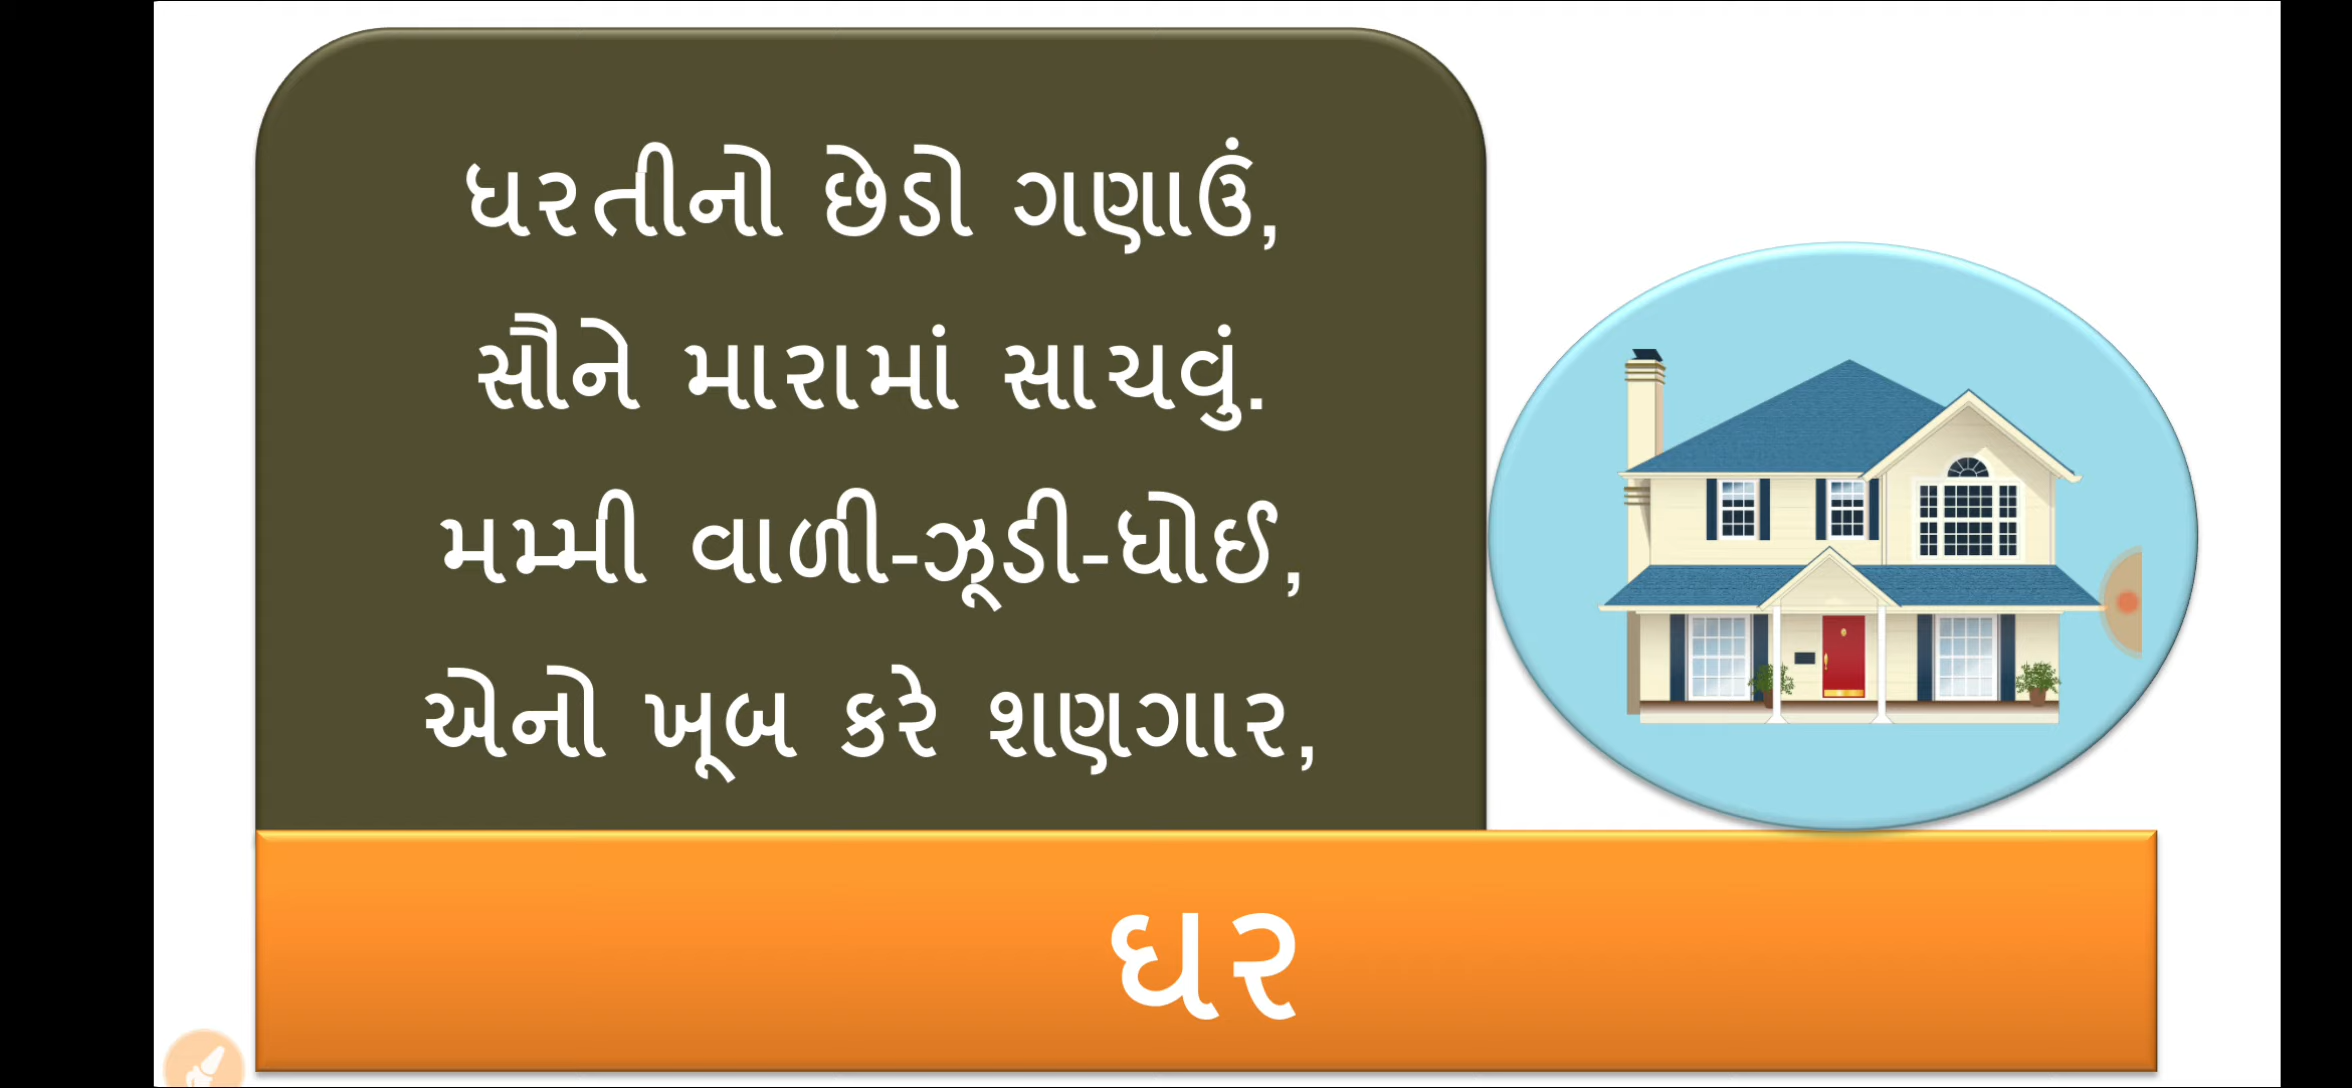 ધરતીનો છેડો ગણાઉં,
સૌને મારામાં સાચવું.
મમ્મી વાળી-ઝૂડી-ધોઈ,
એનો ખૂબ કરે શણગાર,
ઘર